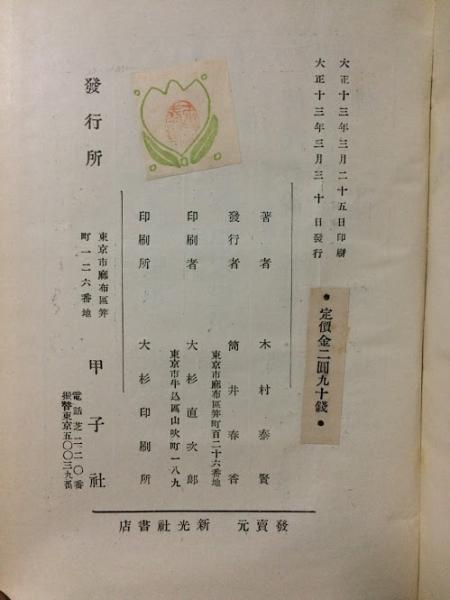 大正十三年三月二十五日印刷
大正十三年三月三十日發行
●定價金二圓九十錢●
著者 木村泰賢
發行者 筒井春香
東京市麻布區笄町百二十六番地
印刷者 大杉直次郎
東京市牛込區山吹町一八九
印刷所 大杉印刷所
發行所 甲子社
東京市麻布區笄
町一二六番地
電話芝二二二〇番
振替東京五〇〇三九番
發賣元 新光社書店